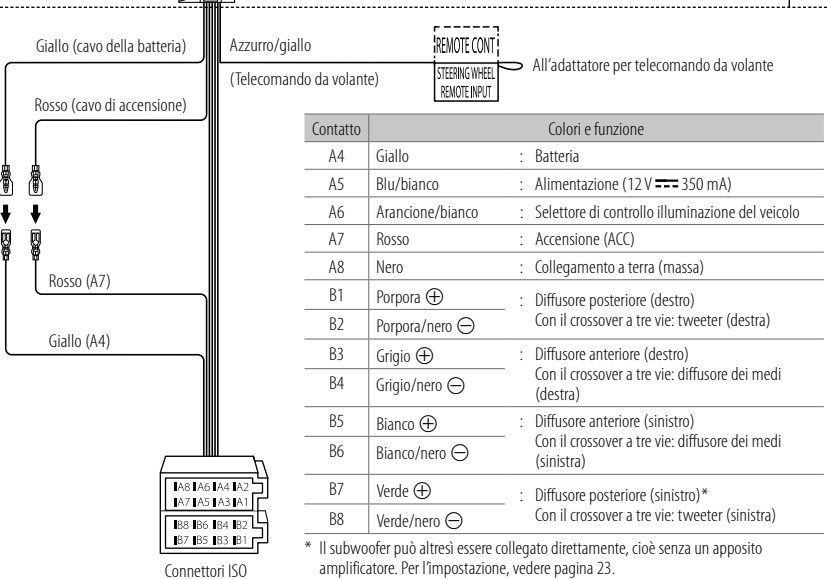 Giallo (cavo della batteria)
Azzurro/giallo
(Telecomando da volante)
REMOTE CONT
STEERING WHEEL
REMOTE INPUT
All'adattatore per telecomando da volante
Rosso (cavo di accensione)
Rosso (A7)
Giallo (A4)
Contatto Colori e funzione
A4 Giallo : Batteria
A5 Blu/bianco : Alimentazione (12 V ⎓ 350 mA)
A6 Arancione/bianco : Selettore di controllo illuminazione del veicolo
A7 Rosso : Accensione (ACC)
A8 Nero : Collegamento a terra (massa)
B1 Porpora ⊕ : Diffusore posteriore (destro)
Con il crossover a tre vie: tweeter (destra)
B2 Porpora/nero ⊖
B3 Grigio ⊕ : Diffusore anteriore (destro)
Con il crossover a tre vie: diffusore dei medi
(destra)
B4 Grigio/nero ⊖
B5 Bianco ⊕ : Diffusore anteriore (sinistro)
Con il crossover a tre vie: diffusore dei medi
(sinistra)
B6 Bianco/nero ⊖
B7 Verde ⊕ : Diffusore posteriore (sinistro)*
Con il crossover a tre vie: tweeter (sinistra)
B8 Verde/nero ⊖
* Il subwoofer può altresì essere collegato direttamente, cioè senza un apposito
amplificatore. Per l'impostazione, vedere pagina 23.
A8 A6 A4 A2
A7 A5 A3 A1
B8 B6 B4 B2
B7 B5 B3 B1
Connettori ISO